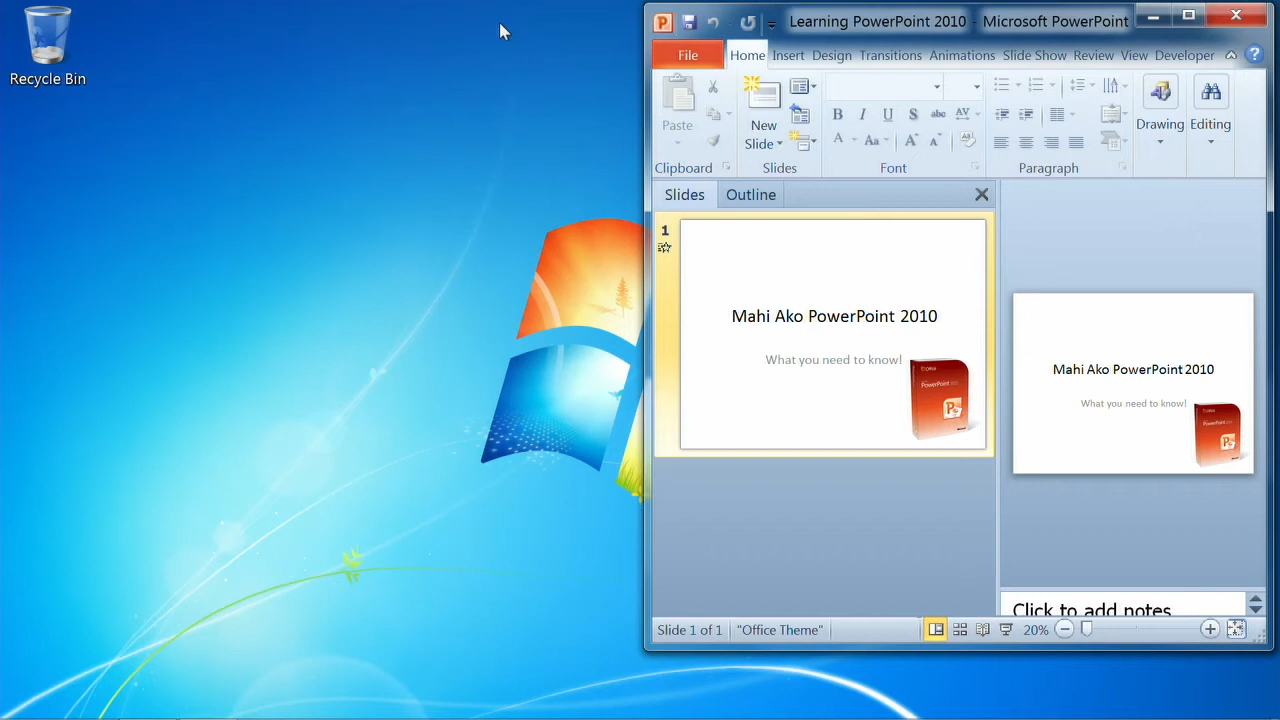 Recycle Bin
Learning PowerPoint 2010 - Microsoft PowerPoint
File Home Insert Design Transitions Animations Slide Show Review View Developer
Paste
New Slide
Drawing
Editing
Clipboard Slides Font Paragraph
Slides Outline
1
Mahi Ako PowerPoint 2010
What you need to know!
PowerPoint
Mahi Ako PowerPoint 2010
What you need to know!
PowerPoint
Click to add notes
Slide 1 of 1 "Office Theme" 20%